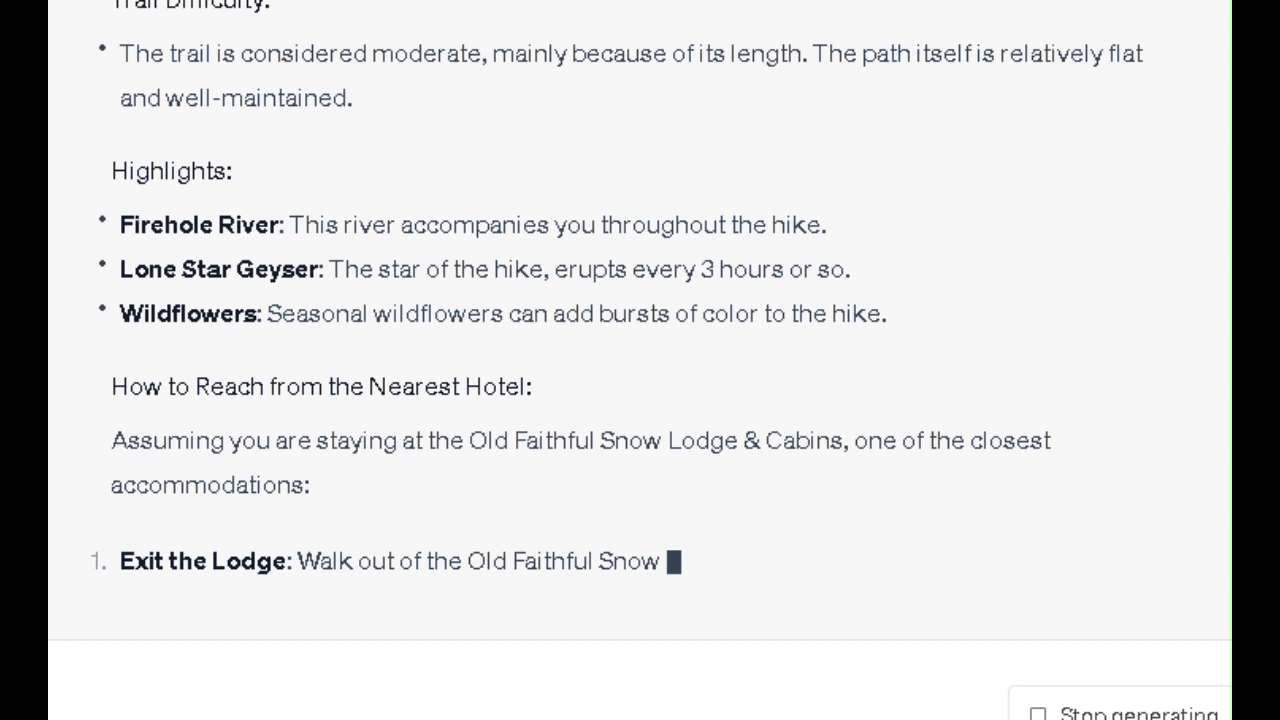 Trail Difficulty:
• The trail is considered moderate, mainly because of its length. The path itself is relatively flat
and well-maintained.
Highlights:
• Firehole River: This river accompanies you throughout the hike.
• Lone Star Geyser: The star of the hike, erupts every 3 hours or so.
• Wildflowers: Seasonal wildflowers can add bursts of color to the hike.
How to Reach from the Nearest Hotel:
Assuming you are staying at the Old Faithful Snow Lodge & Cabins, one of the closest
accommodations:
1. Exit the Lodge: Walk out of the Old Faithful Snow
Stop generating